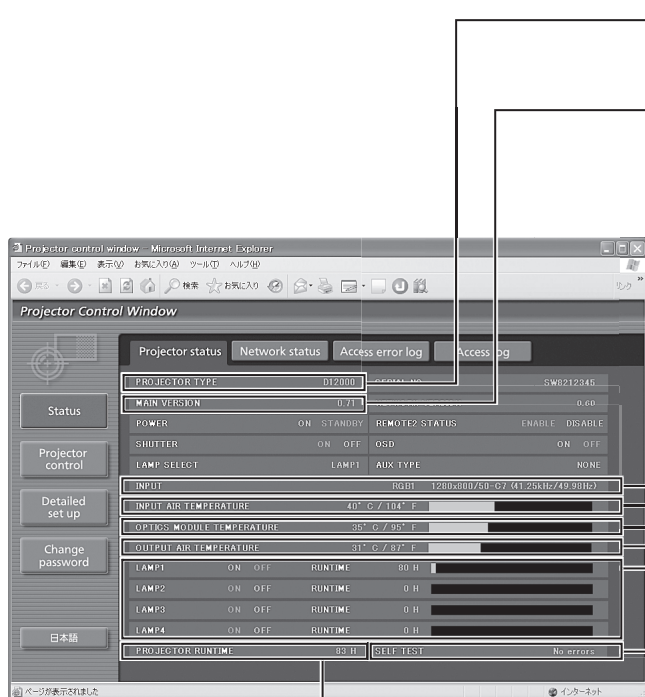 Projector control window - Microsoft Internet Explorer
ファイル(F) 編集(E) 表示(V) お気に入り(A) ツール(T) ヘルプ(H)
戻る 検索 お気に入り リンク »
Projector Control Window
Projector status Network status Access error log Access log
PROJECTOR TYPE D12000 SERIAL NO SW8212345
MAIN VERSION 0.71 0.60
POWER ON STANDBY REMOTE2 STATUS ENABLE DISABLE
SHUTTER ON OFF OSD ON OFF
LAMP SELECT LAMP1 AUX TYPE NONE
INPUT RGB1 1280x800/50-C7 (41.25kHz/49.98Hz)
INPUT AIR TEMPERATURE 40° C / 104° F
OPTICS MODULE TEMPERATURE 35° C / 95° F
OUTPUT AIR TEMPERATURE 31° C / 87° F
LAMP1 ON OFF RUNTIME 80 H
LAMP2 ON OFF RUNTIME 0 H
LAMP3 ON OFF RUNTIME 0 H
LAMP4 ON OFF RUNTIME 0 H
PROJECTOR RUNTIME 83 H SELF TEST No errors
Status
Projector
control
Detailed
set up
Change
password
日本語
ページが表示されました インターネット